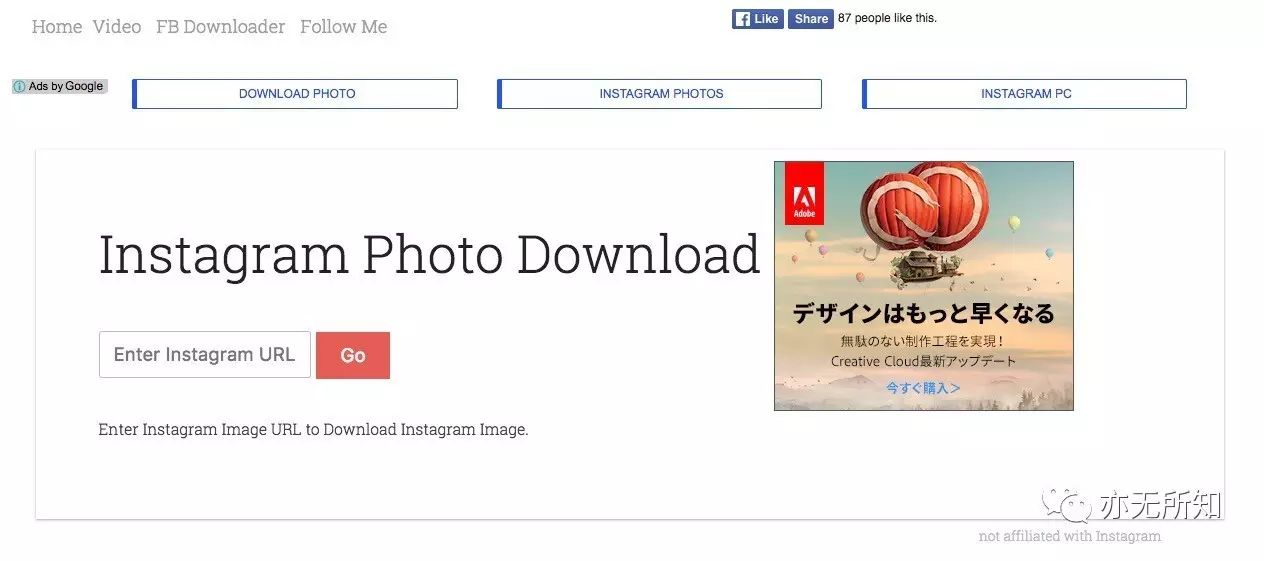 Home Video FB Downloader Follow Me
Like Share 87 people like this.
Ads by Google
DOWNLOAD PHOTO
INSTAGRAM PHOTOS
INSTAGRAM PC
Instagram Photo Download
Enter Instagram URL Go
Enter Instagram Image URL to Download Instagram Image.
Adobe
デザインはもっと早くなる
無駄のない制作工程を実現！
Creative Cloud最新アップデート
今すぐ購入＞
亦无所知
not affiliated with Instagram